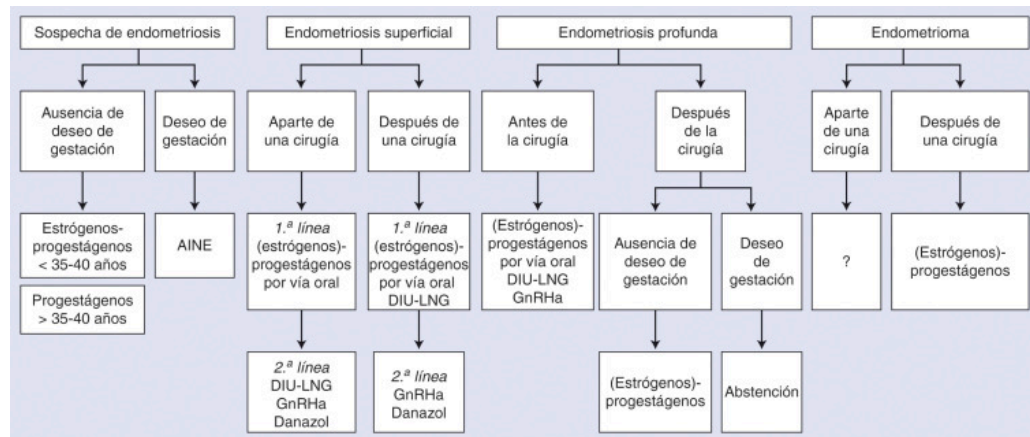 Sospecha de endometriosis
Ausencia de
deseo de
gestación
Deseo de
gestación
Estrógenos-
progestágenos
< 35-40 años
Progestágenos
> 35-40 años
AINE
Endometriosis superficial
Aparte de
una cirugía
Después de
una cirugía
1.ª línea
(estrógenos)-
progestágenos
por vía oral
1.ª línea
(estrógenos)-
progestágenos
por vía oral
DIU-LNG
2.ª línea
DIU-LNG
GnRHa
Danazol
2.ª línea
GnRHa
Danazol
Endometriosis profunda
Antes de
la cirugía
Después
de la
cirugía
(Estrógenos)-
progestágenos
por vía oral
DIU-LNG
GnRHa
Ausencia de
deseo de
gestación
Deseo
de
gestación
(Estrógenos)-
progestágenos
Abstención
Endometrioma
Aparte
de una
cirugía
Después de
una cirugía
?
(Estrógenos)-
progestágenos